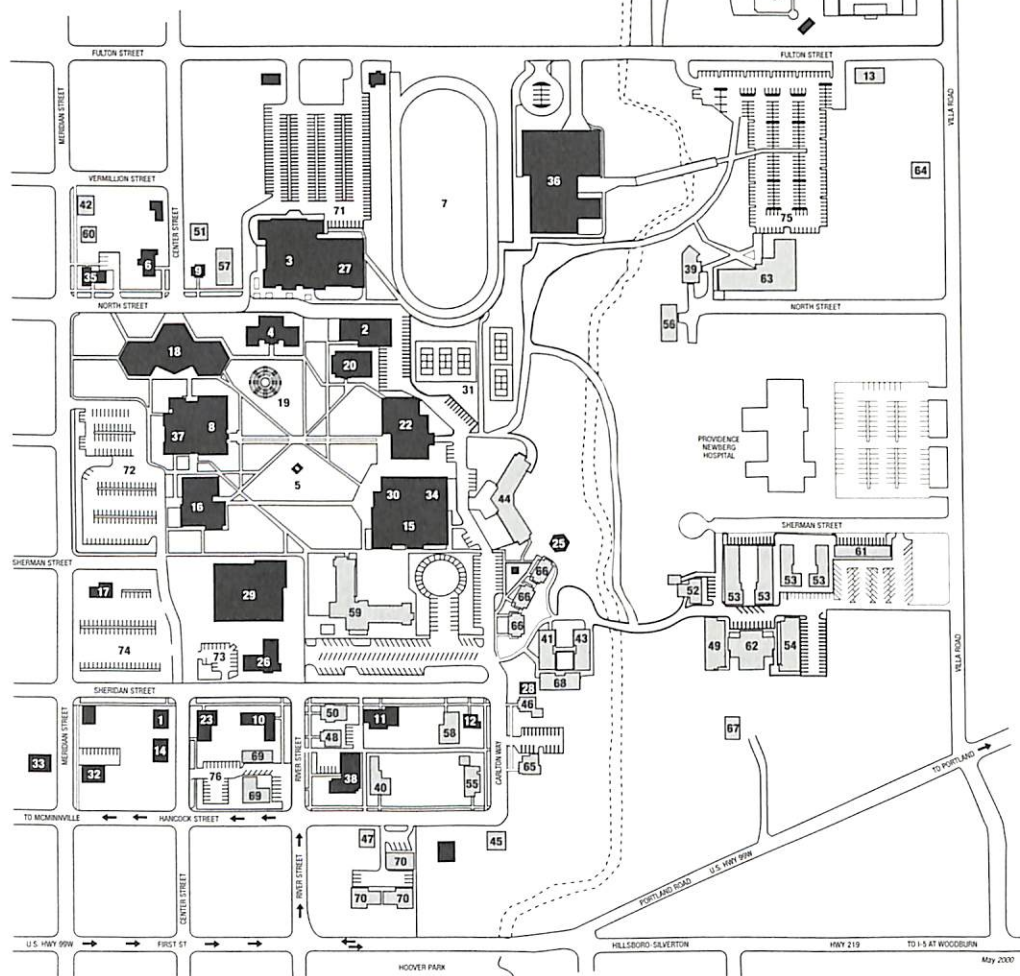 FULTON STREET
FULTON STREET
13
MERIDIAN STREET
VILLA ROAD
36
VERMILLION STREET
64
42
7
71
75
60
51
CENTER STREET
6
3
57
9
27
39
35
63
NORTH STREET
NORTH STREET
56
4
2
18
20
19
31
22
8
37
PROVIDENCE
NEWBERG
HOSPITAL
72
5
30
34
44
16
15
SHERMAN STREET
25
61
SHERMAN STREET
66
53
53
17
29
66
53
53
52
59
66
74
41
43
49
62
54
73
26
VILLA ROAD
68
SHERIDAN STREET
28
46
50
1
23
10
11
58
12
67
MERIDIAN STREET
48
14
69
RIVER STREET
CARLTON WAY
33
32
76
38
65
TO PORTLAND
69
40
55
TO MCMINNVILLE
HANCOCK STREET
47
45
70
U.S. HWY 99W
PORTLAND ROAD
CENTER STREET
RIVER STREET
70
70
U.S. HWY 99W
FIRST ST
HILLSBORO-SILVERTON
HWY 219
TO I-5 AT WOODBURN
HOOVER PARK
May 2000